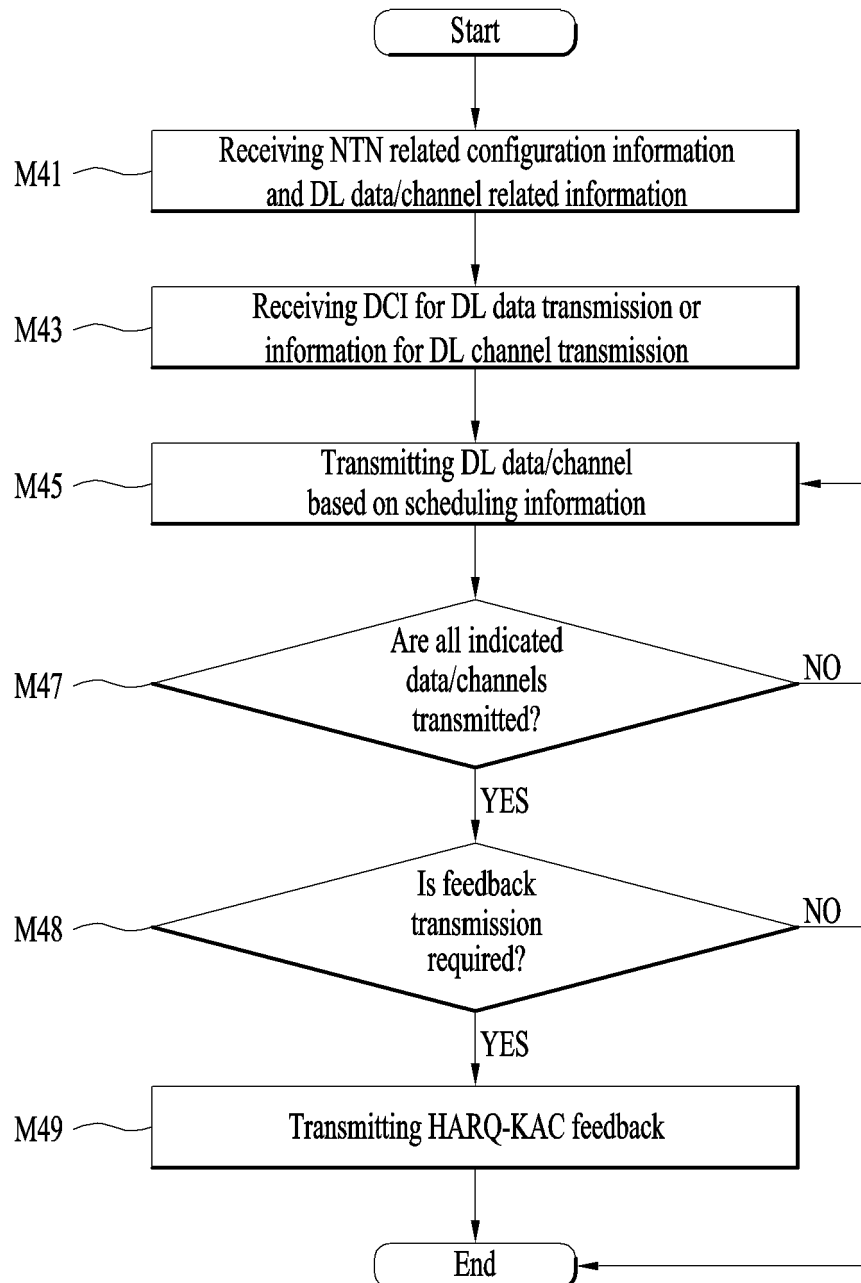 Start
M41
Receiving NTN related configuration information
and DL data/channel related information
M43
Receiving DCI for DL data transmission or
information for DL channel transmission
M45
Transmitting DL data/channel
based on scheduling information
M47
Are all indicated
data/channels
transmitted?
NO
YES
M48
Is feedback
transmission
required?
NO
YES
M49
Transmitting HARQ-KAC feedback
End